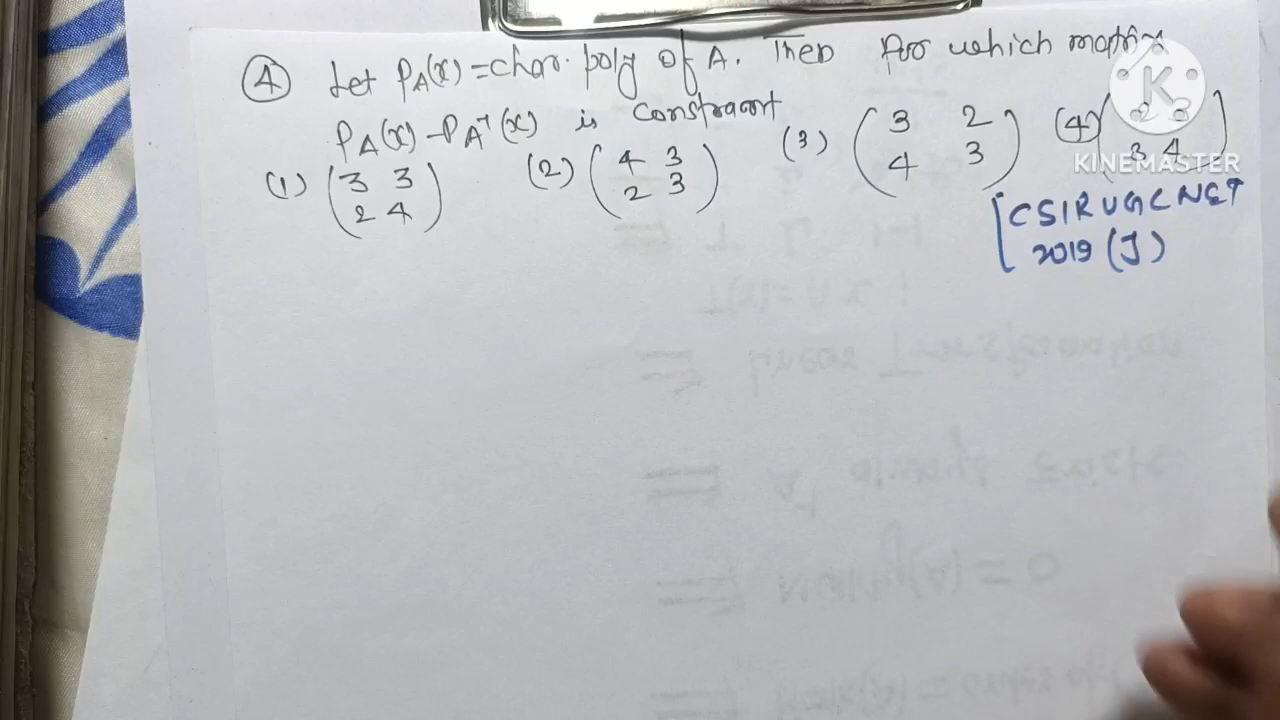 ④ Let P_A(x) = char. poly of A. Then for which matrix
P_A(x) - P_A⁻¹(x) is constraant
(1) (3 3
2 4) (2) (4 3
2 3) (3) (3 2
4 3) (4) (2 3
3 4)
K
KINEMASTER
[CSIR UGC NET
2019 (J)